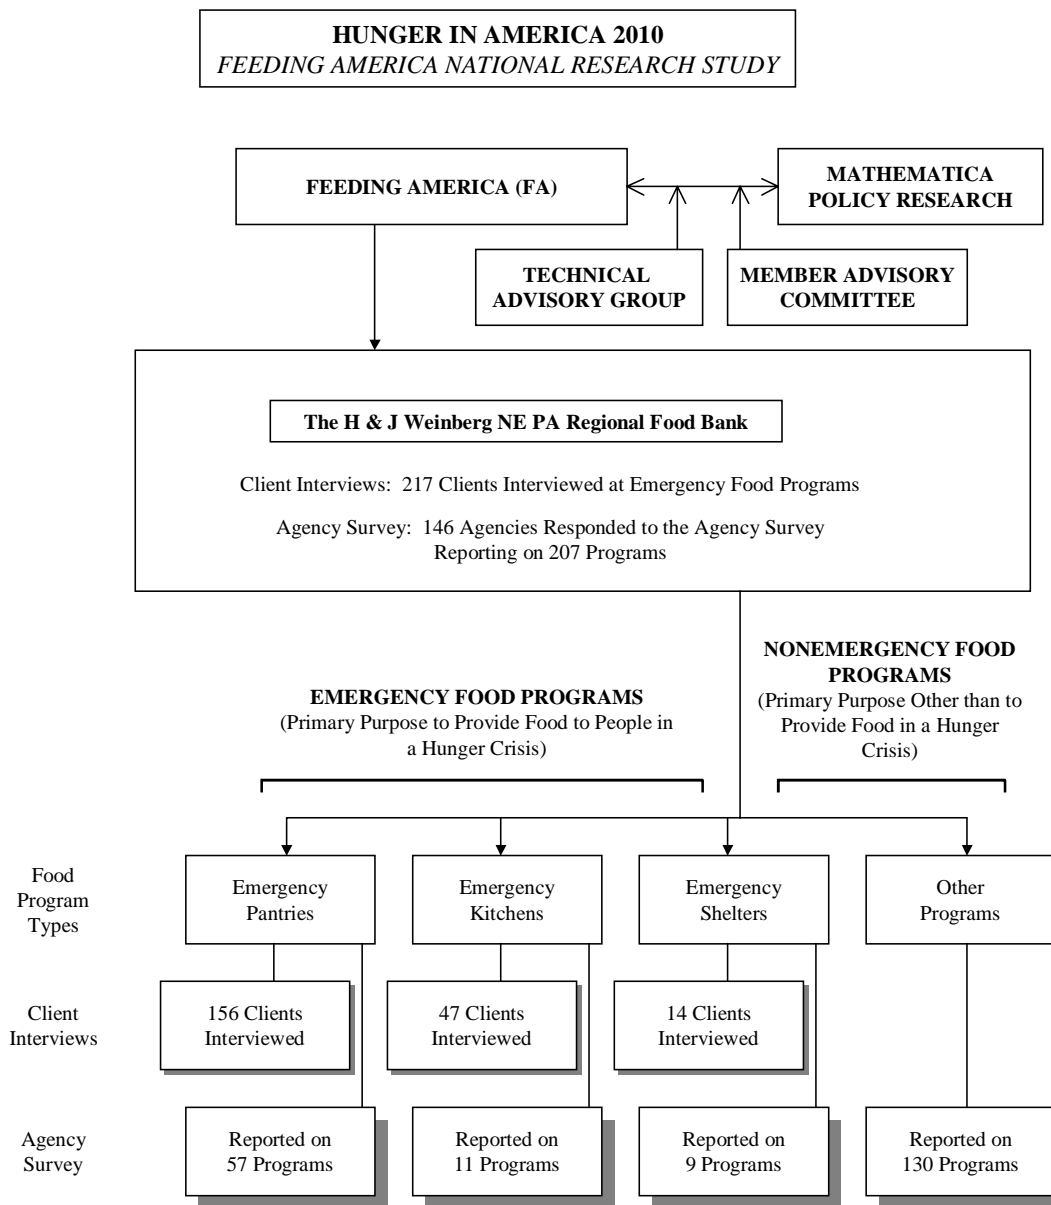 HUNGER IN AMERICA 2010
FEEDING AMERICA NATIONAL RESEARCH STUDY
FEEDING AMERICA (FA)
MATHEMATICA
POLICY RESEARCH
TECHNICAL
ADVISORY GROUP
MEMBER ADVISORY
COMMITTEE
The H & J Weinberg NE PA Regional Food Bank
Client Interviews: 217 Clients Interviewed at Emergency Food Programs
Agency Survey: 146 Agencies Responded to the Agency Survey
Reporting on 207 Programs
EMERGENCY FOOD PROGRAMS
(Primary Purpose to Provide Food to People in
a Hunger Crisis)
NONEMERGENCY FOOD
PROGRAMS
(Primary Purpose Other than to
Provide Food in a Hunger
Crisis)
Food
Program
Types
Emergency
Pantries
Emergency
Kitchens
Emergency
Shelters
Other
Programs
Client
Interviews
156 Clients
Interviewed
47 Clients
Interviewed
14 Clients
Interviewed
Agency
Survey
Reported on
57 Programs
Reported on
11 Programs
Reported on
9 Programs
Reported on
130 Programs